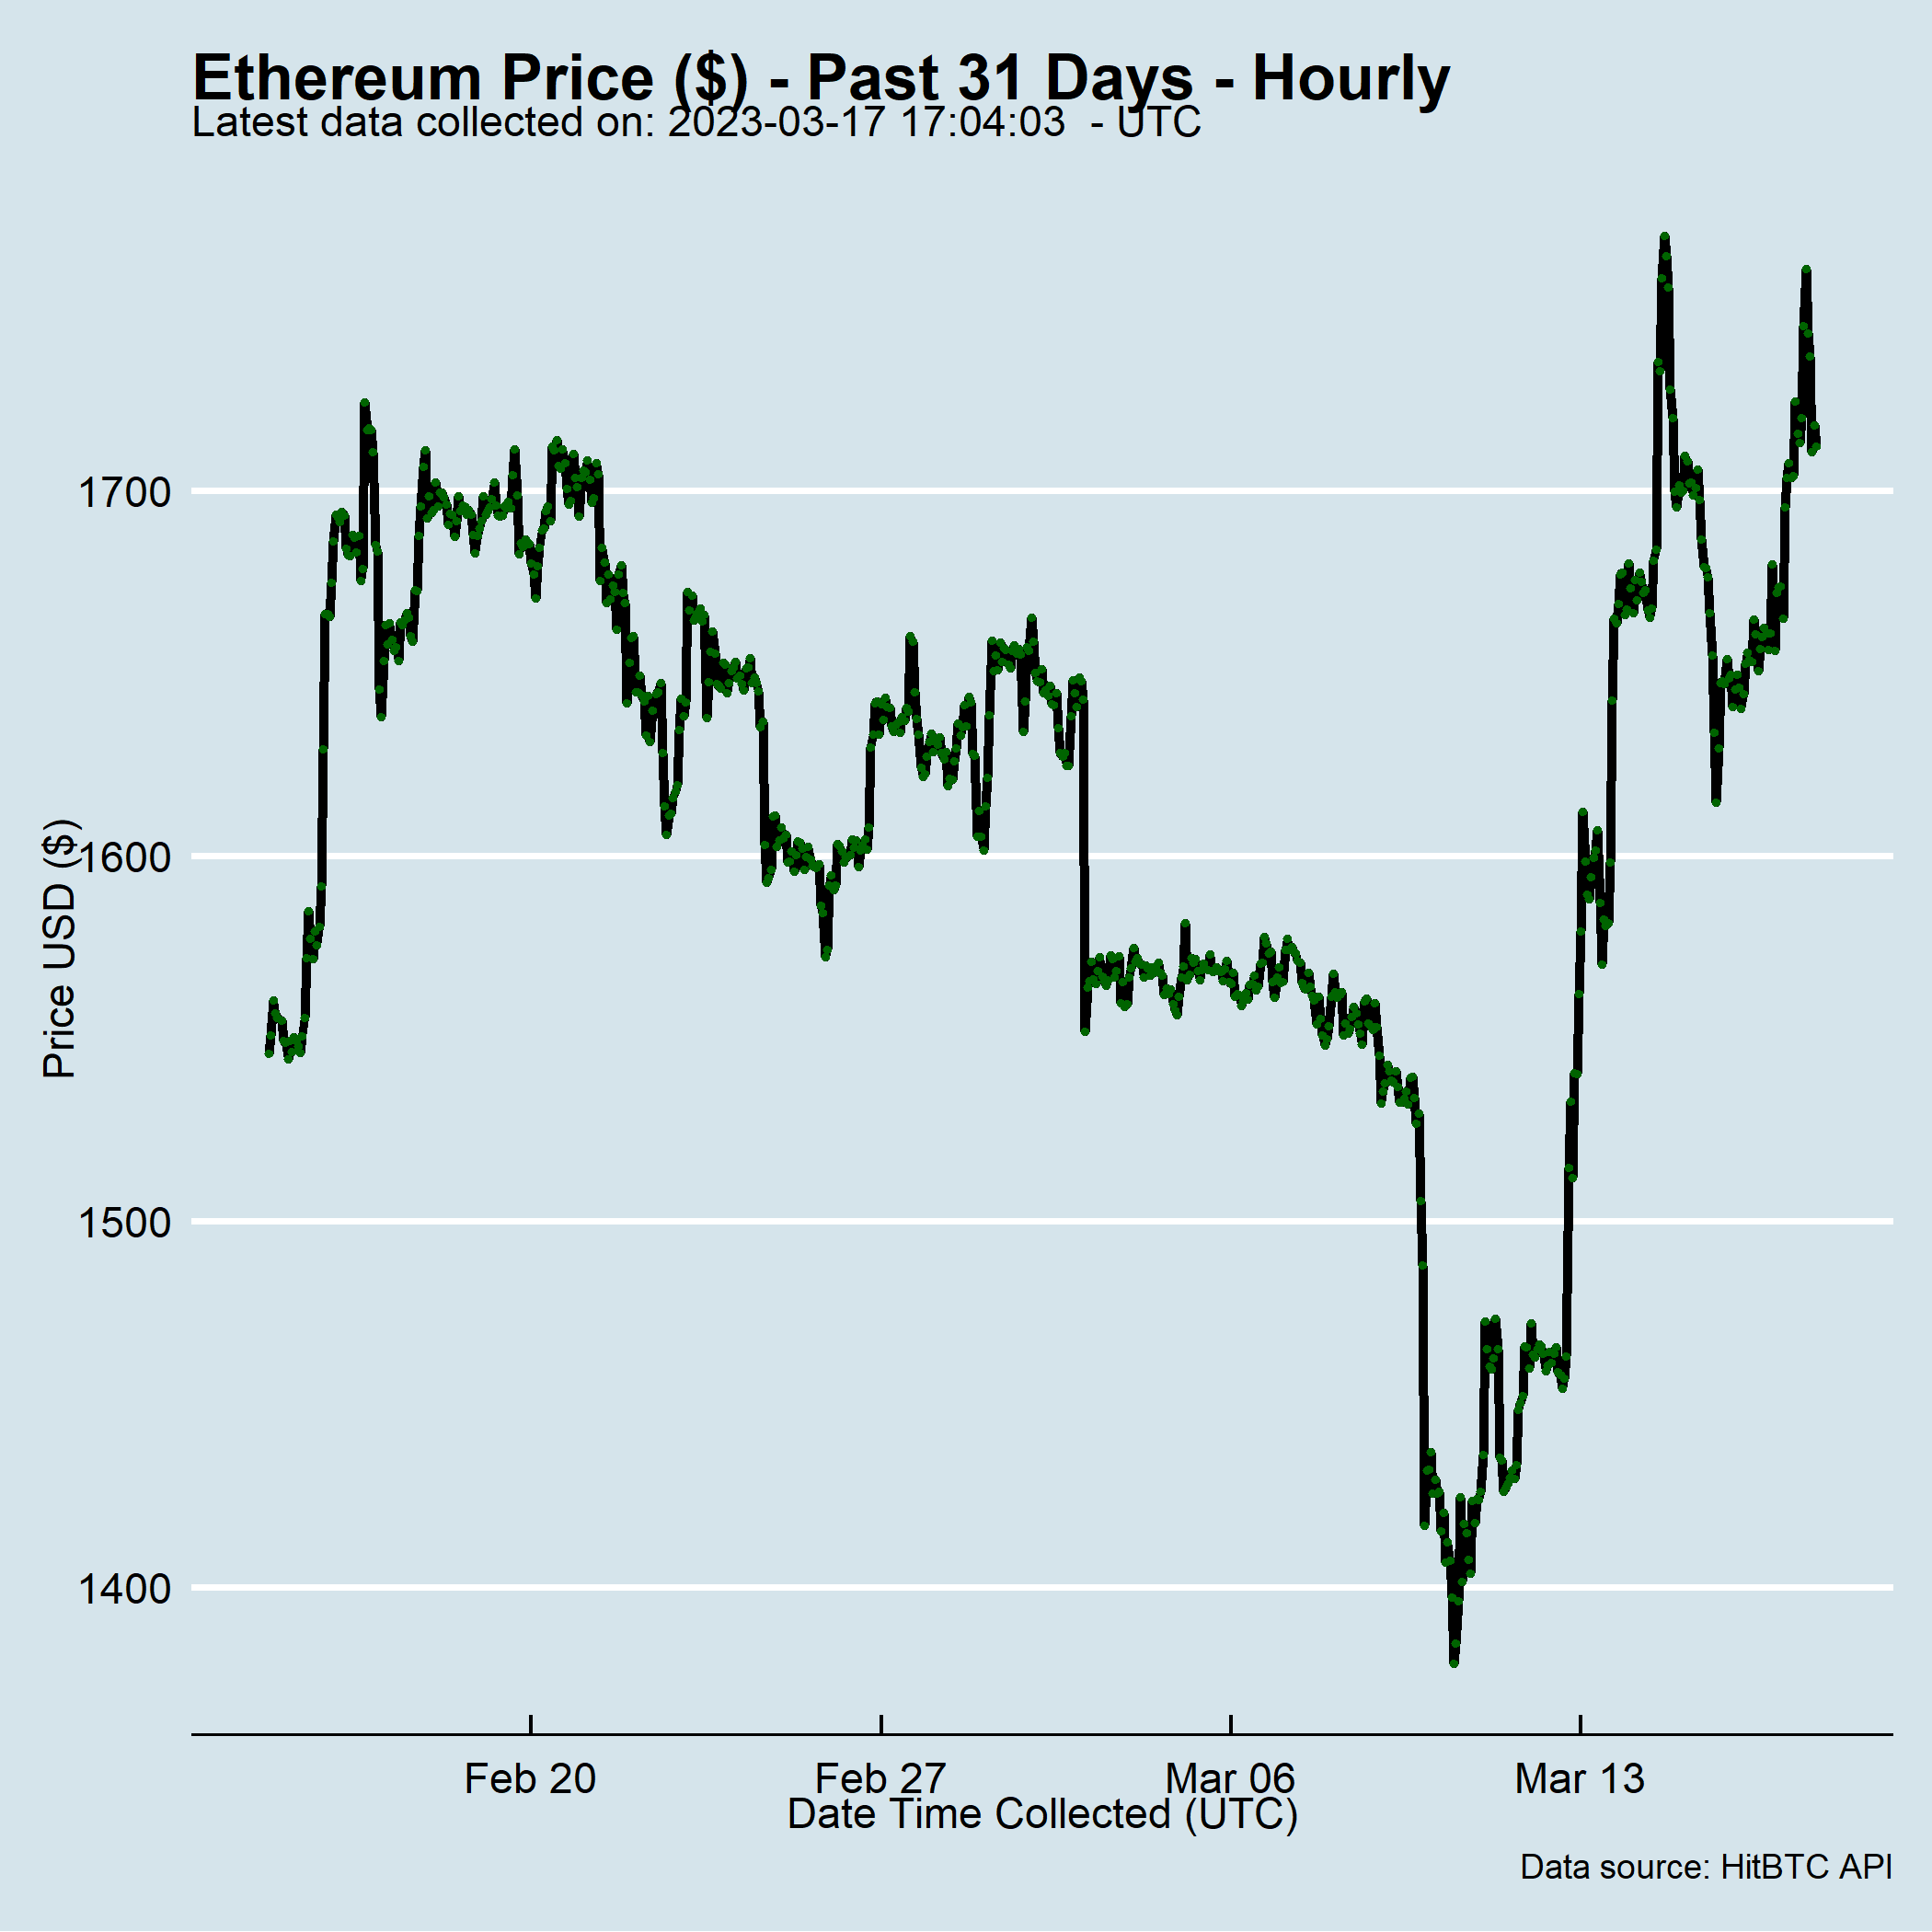 Ethereum Price ($) - Past 31 Days - Hourly
Latest data collected on: 2023-03-17 17:04:03  - UTC
Price USD ($)
1700
1600
1500
1400
Feb 20
Feb 27
Mar 06
Mar 13
Date Time Collected (UTC)
Data source: HitBTC API